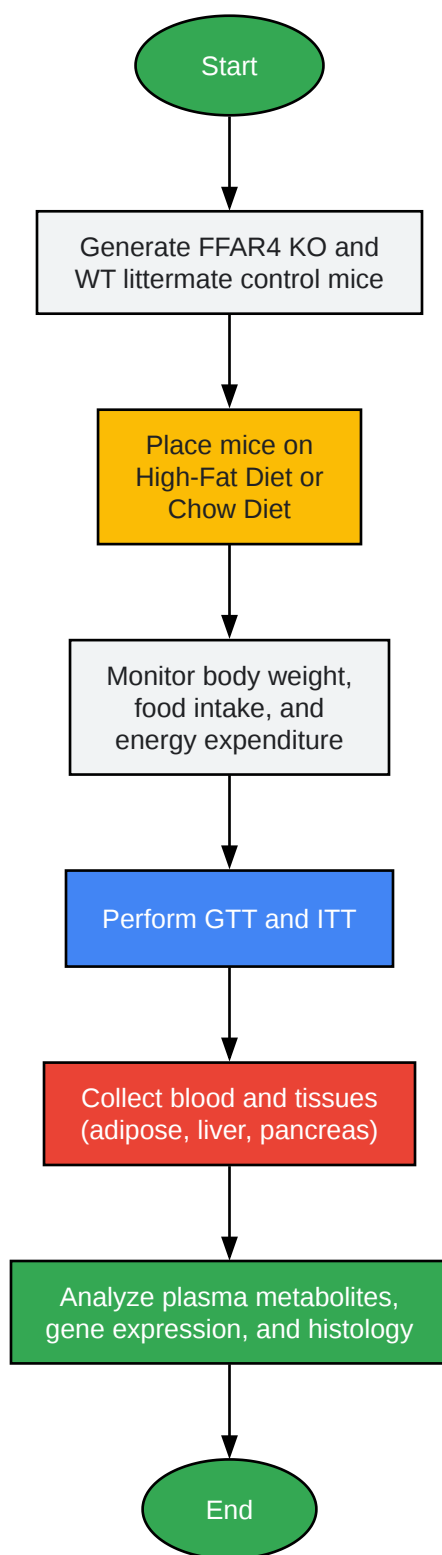 Start
Generate FFAR4 KO and
WT littermate control mice
Place mice on
High-Fat Diet or
Chow Diet
Monitor body weight,
food intake, and
energy expenditure
Perform GTT and ITT
Collect blood and tissues
(adipose, liver, pancreas)
Analyze plasma metabolites,
gene expression, and histology
End